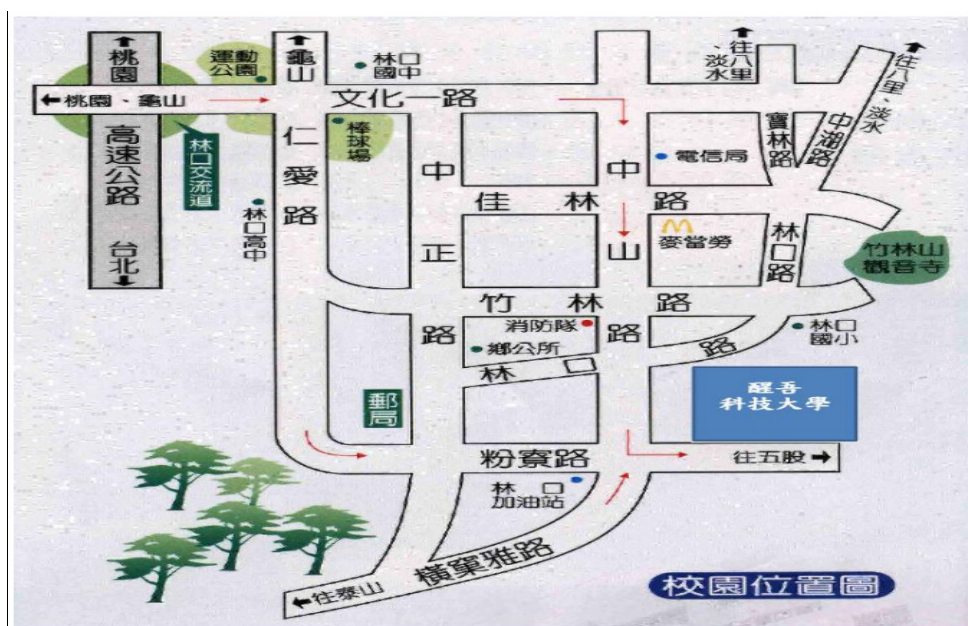 桃園
運動
公園
龜山
林口
國中
往八里
、淡水
往八里、淡水
桃園、龜山
文化一路
高速公路
林口交流道
仁愛路
棒球場
中正路
電信局
中山路
寶林路
中湖路
佳林路
林口高中
麥當勞
林口路
竹林山
觀音寺
台北
竹林路
消防隊
鄉公所
林口路
林口
國小
郵局
醒吾
科技大學
粉寮路
往五股
林口
加油站
橫窠雅路
往泰山
校園位置圖